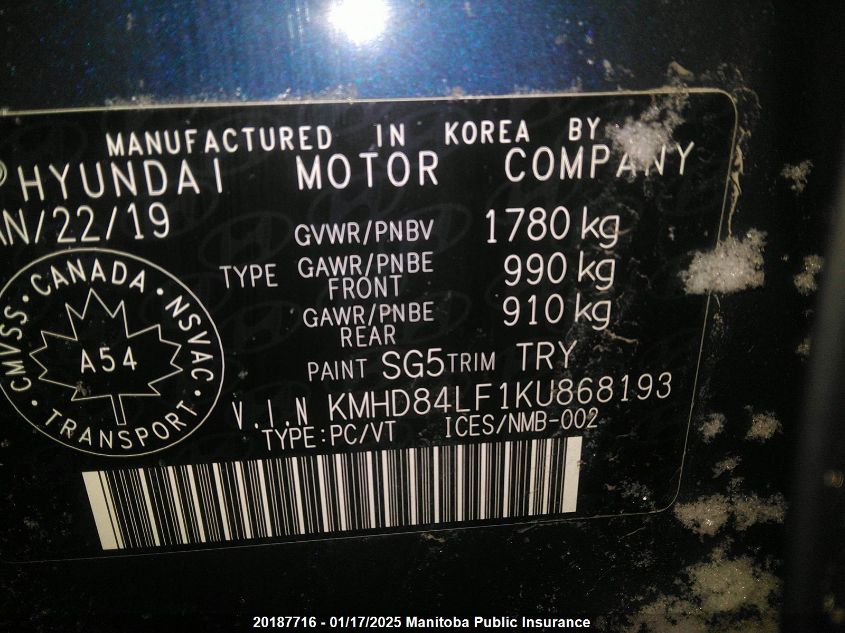 MANUFACTURED IN KOREA BY
HYUNDAI MOTOR COMPANY
AN/22/19
GVWR/PNBV 1780 kg
TYPE GAWR/PNBE FRONT 990 kg
GAWR/PNBE REAR 910 kg
PAINT SG5 TRIM TRY
V.I.N KMHD84LF1KU868193
TYPE:PC/VT ICES/NMB-002
CMVSS · CANADA · NSVAC
A54
· TRANSPORT ·
20187716 - 01/17/2025 Manitoba Public Insurance